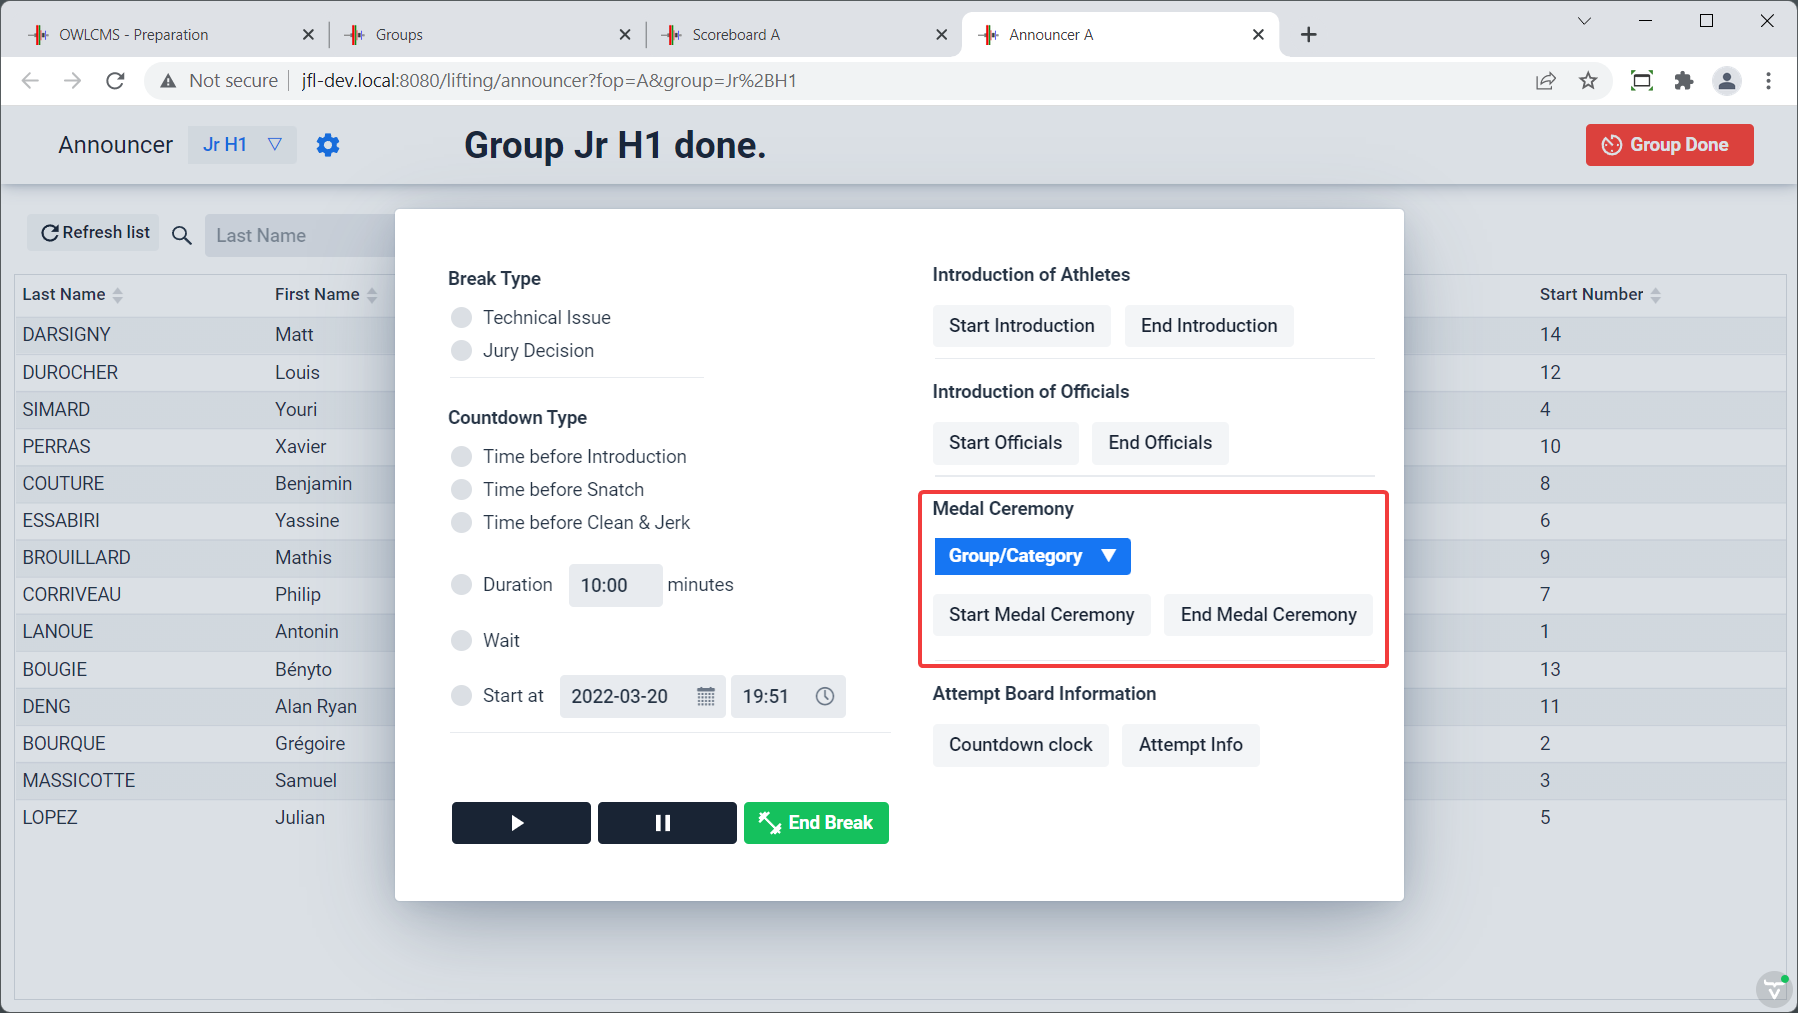 OWLCMS - Preparation
Groups
Scoreboard A
Announcer A
Not secure
jfl-dev.local:8080/lifting/announcer?fop=A&group=Jr%2BH1
Announcer
Jr H1
Group Jr H1 done.
Group Done
Refresh list
Last Name
Last Name
First Name
Start Number
DARSIGNY Matt 14
DUROCHER Louis 12
SIMARD Youri 4
PERRAS Xavier 10
COUTURE Benjamin 8
ESSABIRI Yassine 6
BROUILLARD Mathis 9
CORRIVEAU Philip 7
LANOUE Antonin 1
BOUGIE Bényto 13
DENG Alan Ryan 11
BOURQUE Grégoire 2
MASSICOTTE Samuel 3
LOPEZ Julian 5
Break Type
Technical Issue
Jury Decision
Countdown Type
Time before Introduction
Time before Snatch
Time before Clean & Jerk
Duration 10:00 minutes
Wait
Start at 2022-03-20 19:51
End Break
Introduction of Athletes
Start Introduction End Introduction
Introduction of Officials
Start Officials End Officials
Medal Ceremony
Group/Category
Start Medal Ceremony End Medal Ceremony
Attempt Board Information
Countdown clock Attempt Info